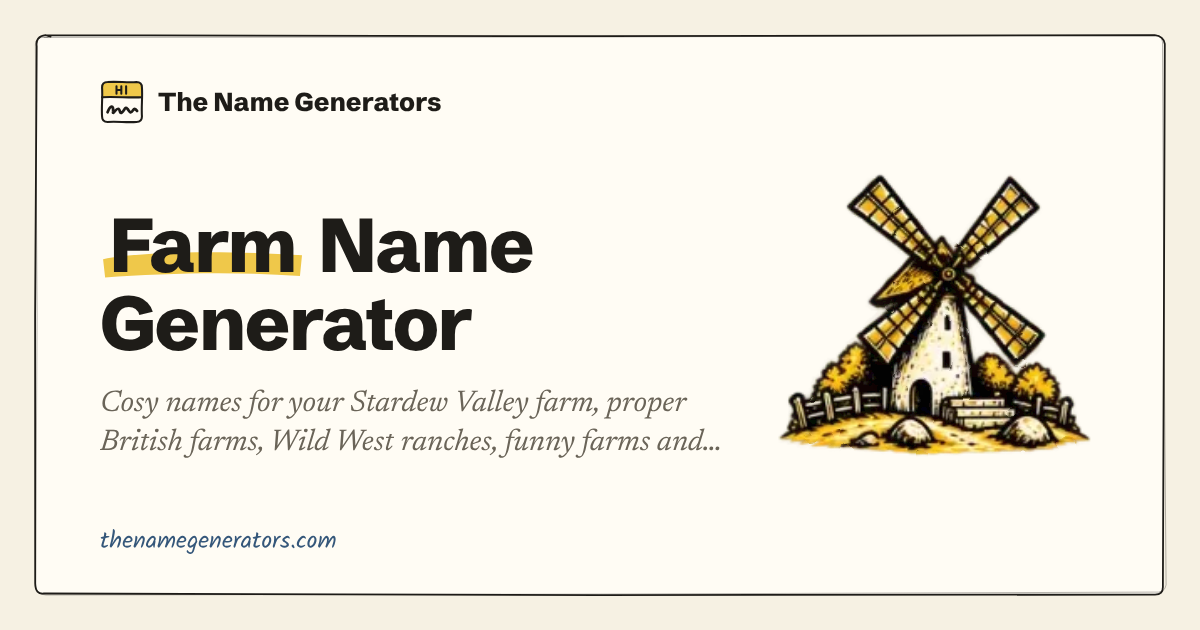 HI
The Name Generators
Farm Name
Generator
Cosy names for your Stardew Valley farm, proper
British farms, Wild West ranches, funny farms and...
thenamegenerators.com